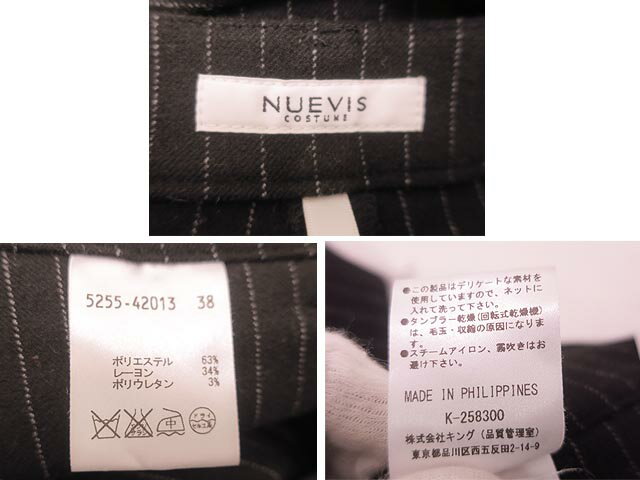 NUEVIS
COSTUME
5255-42013 38
ポリエステル 63%
レーヨン 34%
ポリウレタン 3%
中
ドライ
●この製品はデリケートな素材を
使用していますので、ネットに
入れて洗って下さい。
●タンブラー乾燥(回転式乾燥機)
は、毛玉・収縮の原因になりま
す。
●スチームアイロン、霧吹きはお
避け下さい。
MADE IN PHILIPPINES
K-258300
株式会社キング(品質管理室)
東京都品川区西五反田2-14-9